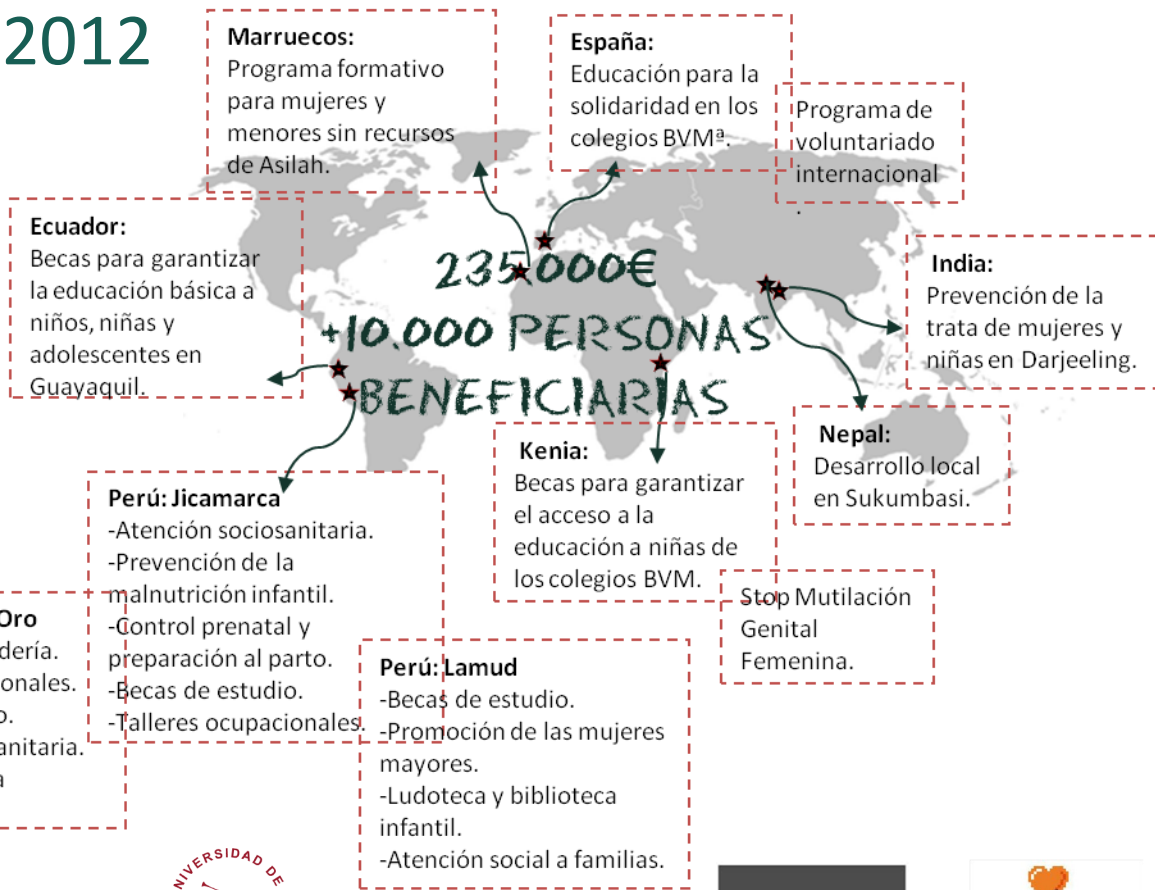 2012
Marruecos:
Programa formativo
para mujeres y
menores sin recursos
de Asilah.
España:
Educación para la
solidaridad en los
colegios BVMª.
Programa de
voluntariado
internacional
.
Ecuador:
Becas para garantizar
la educación básica a
niños, niñas y
adolescentes en
Guayaquil.
235.000€
+10.000 PERSONAS
BENEFICIARIAS
India:
Prevención de la
trata de mujeres y
niñas en Darjeeling.
Nepal:
Desarrollo local
en Sukumbasi.
Kenia:
Becas para garantizar
el acceso a la
educación a niñas de
los colegios BVM.
Stop Mutilación
Genital
Femenina.
Perú: Jicamarca
-Atención sociosanitaria.
-Prevención de la
malnutrición infantil.
-Control prenatal y
preparación al parto.
-Becas de estudio.
-Talleres ocupacionales.
Oro
dería.
onales.
o.
anitaria.
a
Perú: Lamud
-Becas de estudio.
-Promoción de las mujeres
mayores.
-Ludoteca y biblioteca
infantil.
-Atención social a familias.
UNIVERSIDAD DE